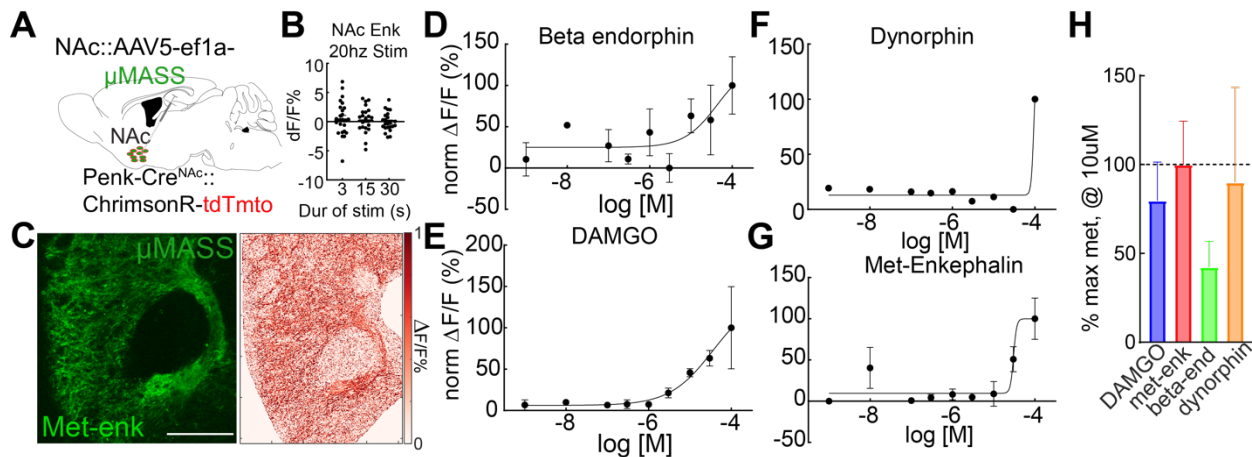 A
NAc::AAV5-ef1a-
µMASS
NAc
Penk-Cre^NAc::
ChrimsonR-tdTmto
B
NAc Enk
20hz Stim
dF/F%
10
5
0
-5
-10
3 15 30
Dur of stim (s)
C
µMASS
Met-enk
1
ΔF/F%
0
D
Beta endorphin
norm ΔF/F (%)
150
100
50
0
-50
-8 -6 -4
log [M]
E
DAMGO
norm ΔF/F (%)
200
150
100
50
0
-8 -6 -4
log [M]
F
Dynorphin
150
100
50
0
-8 -6 -4
log [M]
G
Met-Enkephalin
150
100
50
0
-50
-8 -6 -4
log [M]
H
% max met, @ 10uM
150
100
50
0
DAMGO
met-enk
beta-end
dynorphin